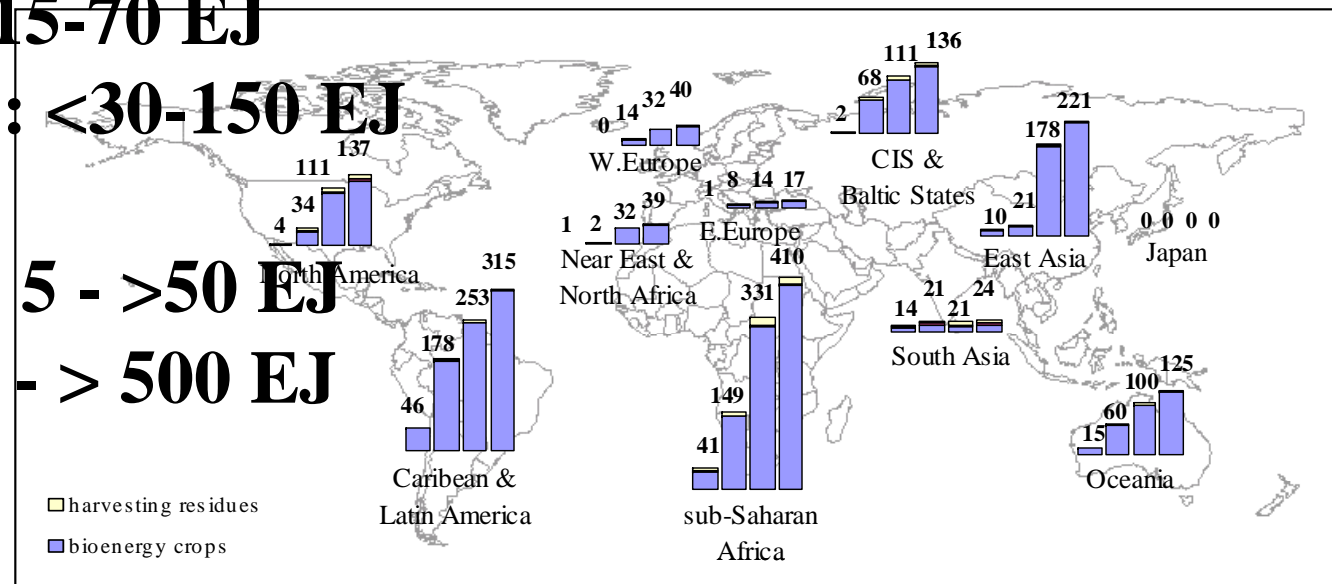 15-70 EJ
: <30-150 EJ
5 - >50 EJ
- > 500 EJ
4 34 111 137
North America
0 14 32 40
W.Europe
2 68 111 136
CIS &
Baltic States
1 8 14 17
E.Europe
1 2 32 39
Near East &
North Africa
10 21 178 221
East Asia
0 0 0 0
Japan
46 178 253 315
Caribean &
Latin America
41 149 331 410
sub-Saharan
Africa
14 21 21 24
South Asia
15 60 100 125
Oceania
harvesting residues
bioenergy crops